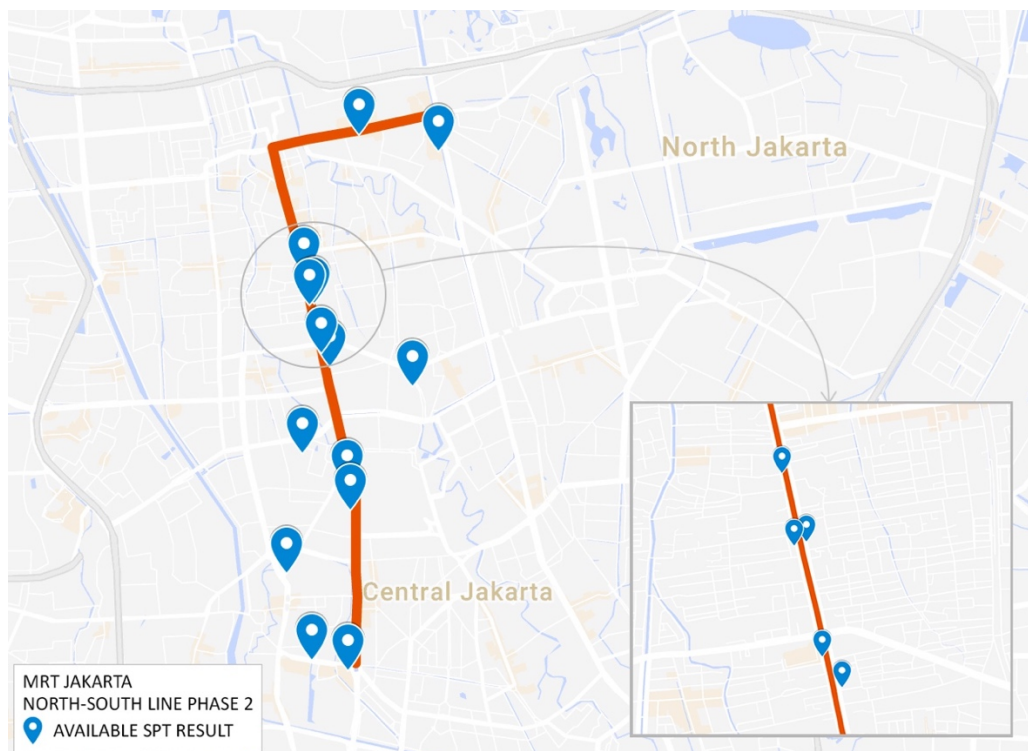 North Jakarta
Central Jakarta
MRT JAKARTA
NORTH-SOUTH LINE PHASE 2
AVAILABLE SPT RESULT